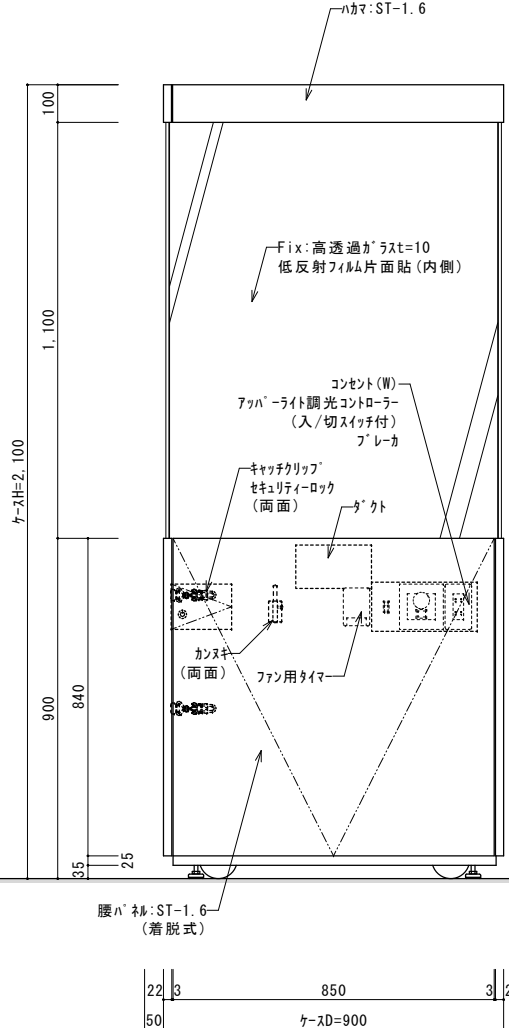 ハカマ:ST-1.6
100
Fix:高透過ガラスt=10
低反射フィルム片面貼(内側)
1,100
コンセント(W)
アッパーライト調光コントローラー
(入/切スイッチ付)
ブレーカ
ケースH=2,100
キャッチクリップ
セキュリティーロック
(両面)
ダクト
カンヌキ
(両面)
ファン用タイマー
900
840
25
35
腰パネル:ST-1.6
(着脱式)
22
3
850
3
50
ケースD=900